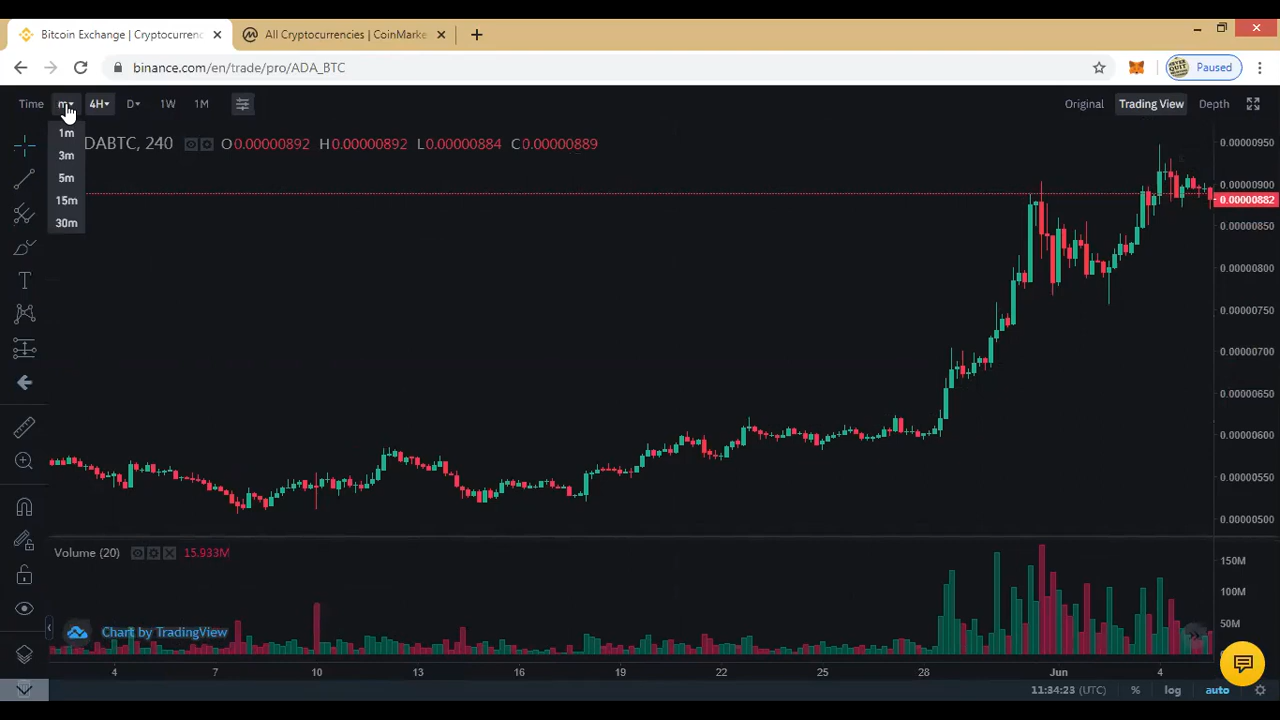 Bitcoin Exchange | Cryptocurrenc
All Cryptocurrencies | CoinMarke
binance.com/en/trade/pro/ADA_BTC
Paused
Time m 4H D 1W 1M
Original Trading View Depth
1m
3m
5m
15m
30m
DABTC, 240 O0.00000892 H0.00000892 L0.00000884 C0.00000889
0.00000950
0.00000900
0.00000882
0.00000850
0.00000800
0.00000750
0.00000700
0.00000650
0.00000600
0.00000550
0.00000500
Volume (20) 15.933M
150M
100M
50M
Chart by TradingView
4 7 10 13 16 19 22 25 28 Jun 4
11:34:23 (UTC) % log auto